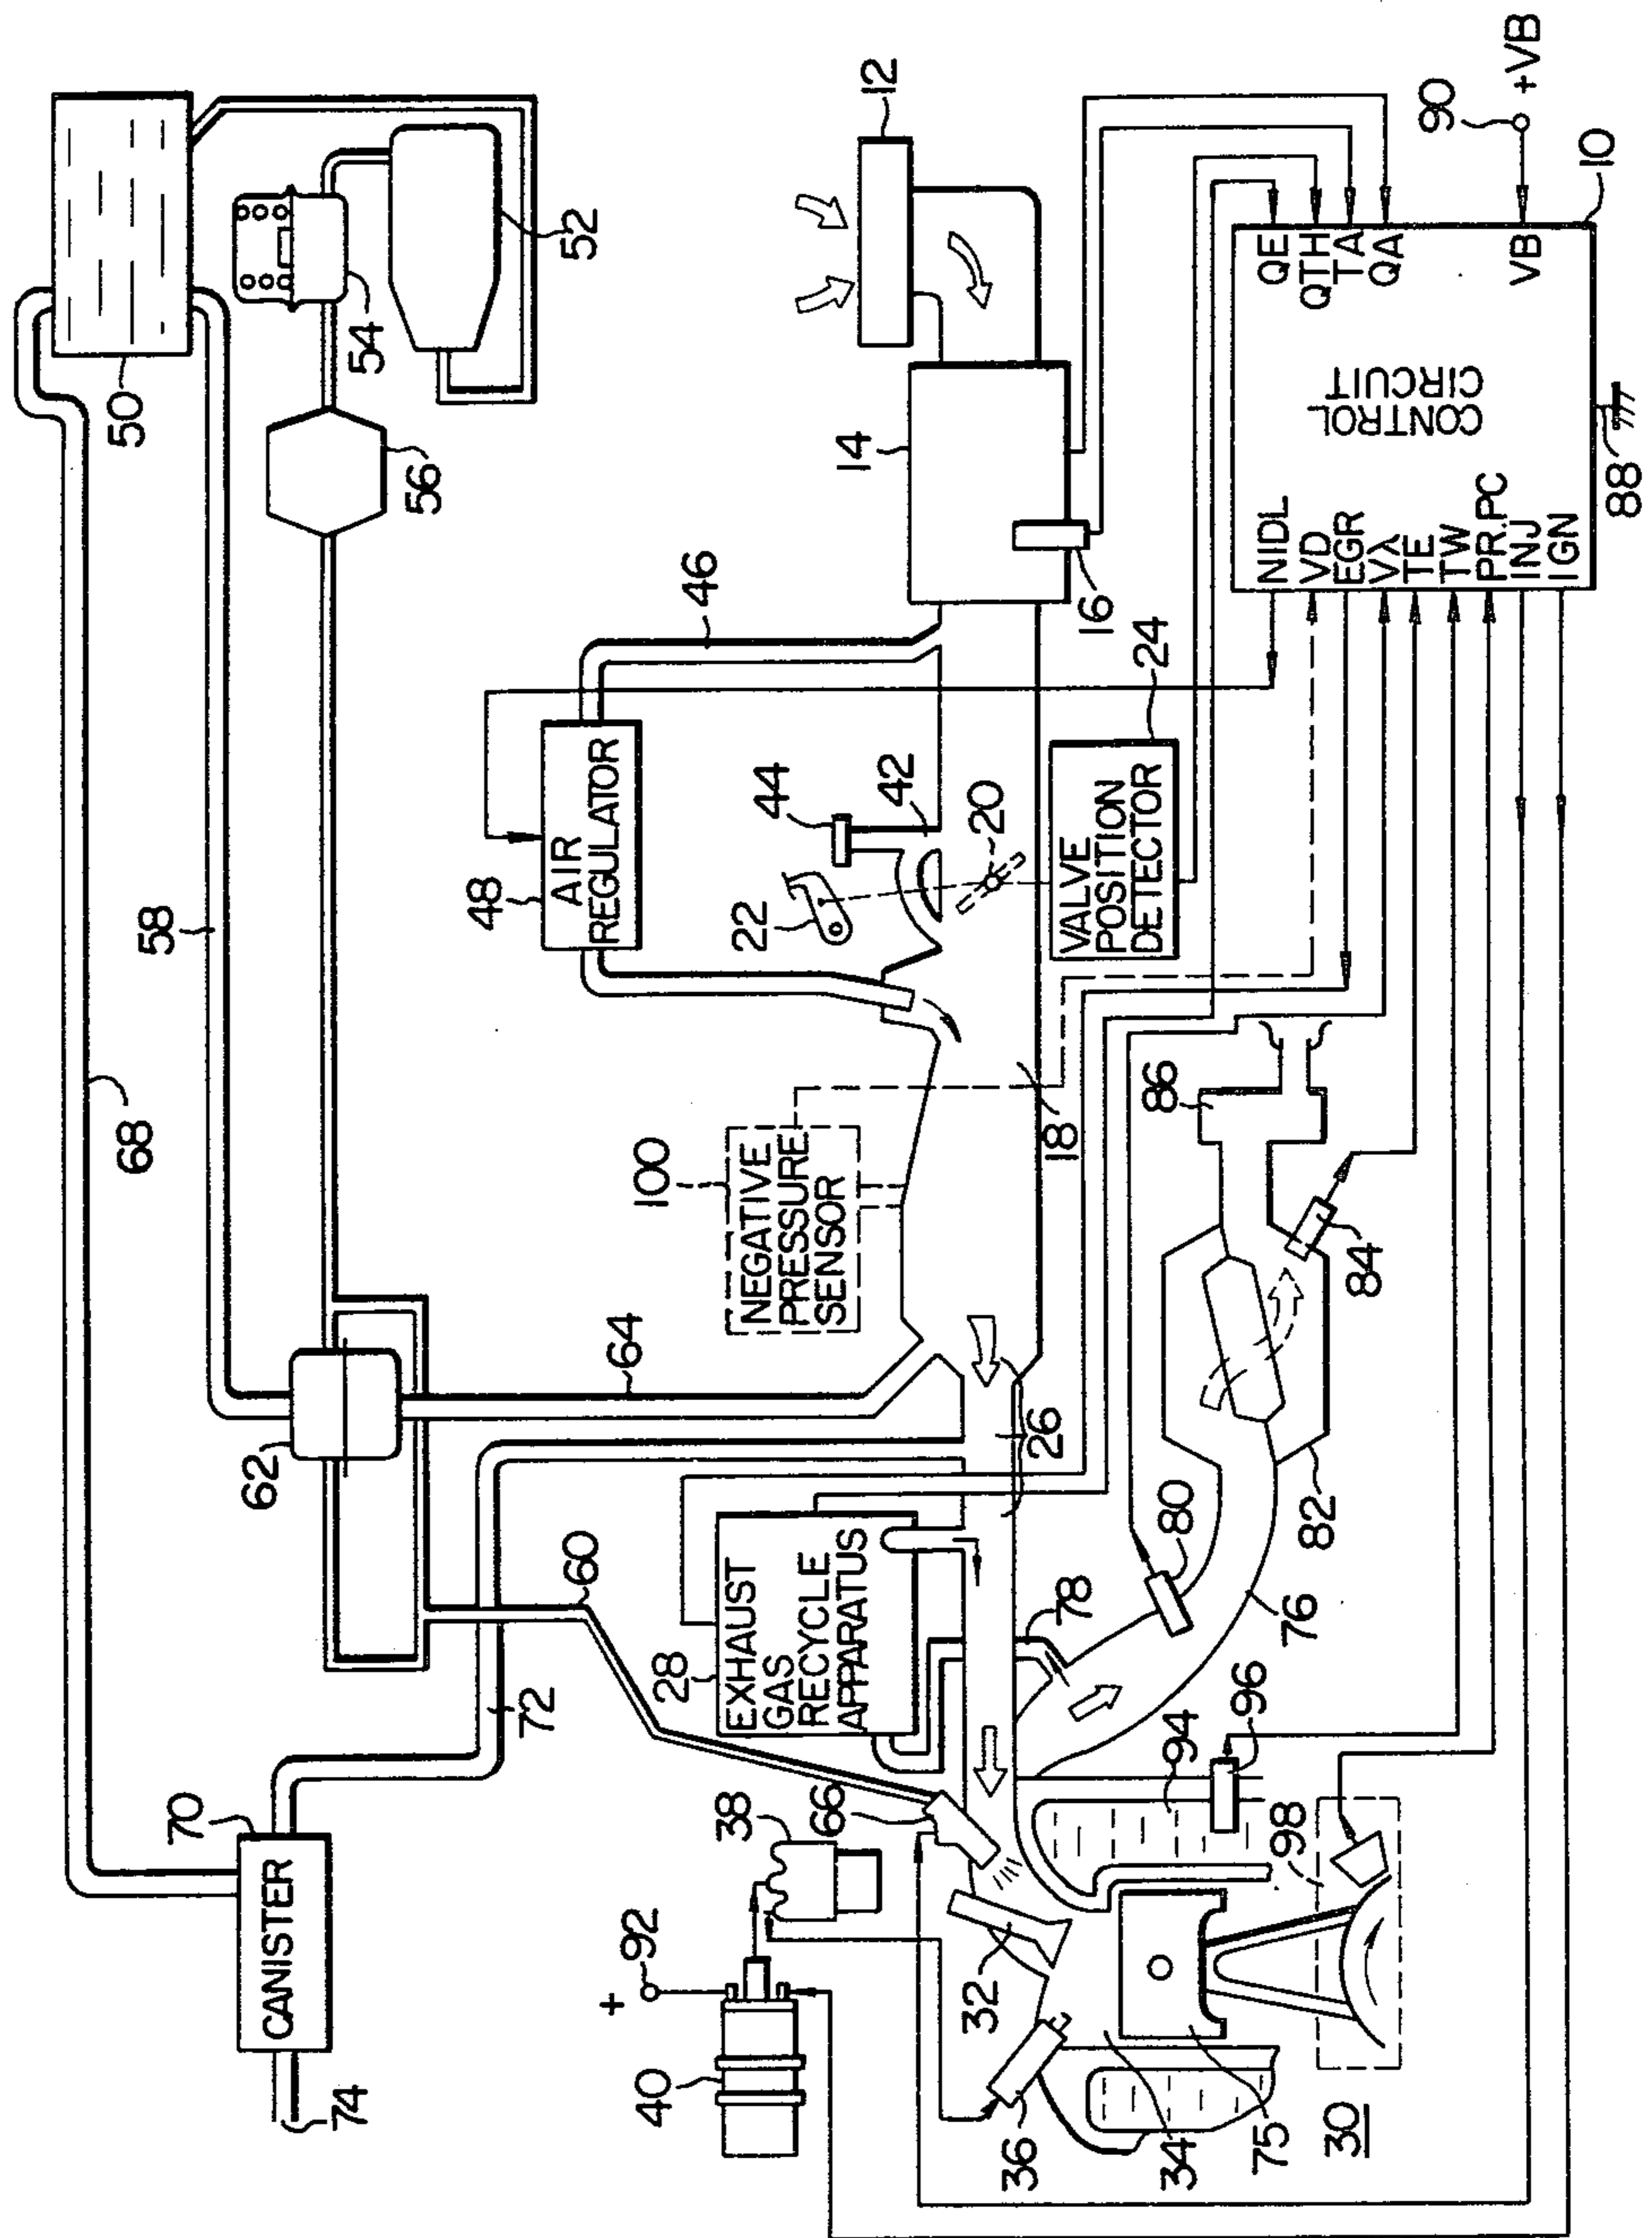 50
68
58
54
52
56
12
14
16
46
48
AIR
REGULATOR
44
42
22
20
VALVE
POSITION
DETECTOR
24
18
100
NEGATIVE
PRESSURE
SENSOR
62
64
60
26
28
EXHAUST
GAS
RECYCLE
APPARATUS
78
80
82
84
86
76
70
CANISTER
72
74
38
66
92
+
40
32
36
34
75
30
94
96
98
QE
QTH
TA
QA
VB
90
+VB
10
CONTROL
CIRCUIT
88
NIDL
VD
EGR
Vλ
TE
TW
PR.PC
INJ
IGN